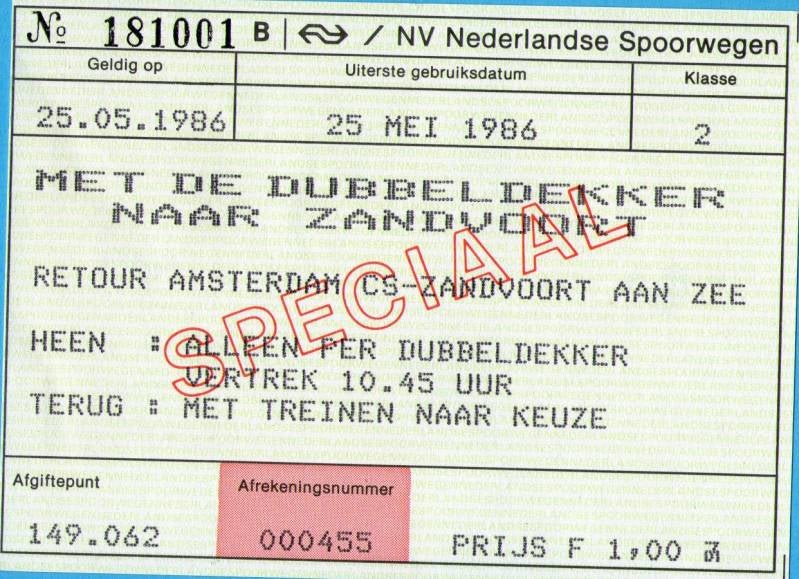 No 181001 B / NV Nederlandse Spoorwegen
Geldig op Uiterste gebruiksdatum Klasse
25.05.1986 25 MEI 1986 2
MET DE DUBBELDEKKER
NAAR ZANDVOORT
SPECIAAL
RETOUR AMSTERDAM CS-ZANDVOORT AAN ZEE
HEEN : ALLEEN PER DUBBELDEKKER
VERTREK 10.45 UUR
TERUG : MET TREINEN NAAR KEUZE
Afgiftepunt Afrekeningsnummer
149.062 000455 PRIJS F 1,00